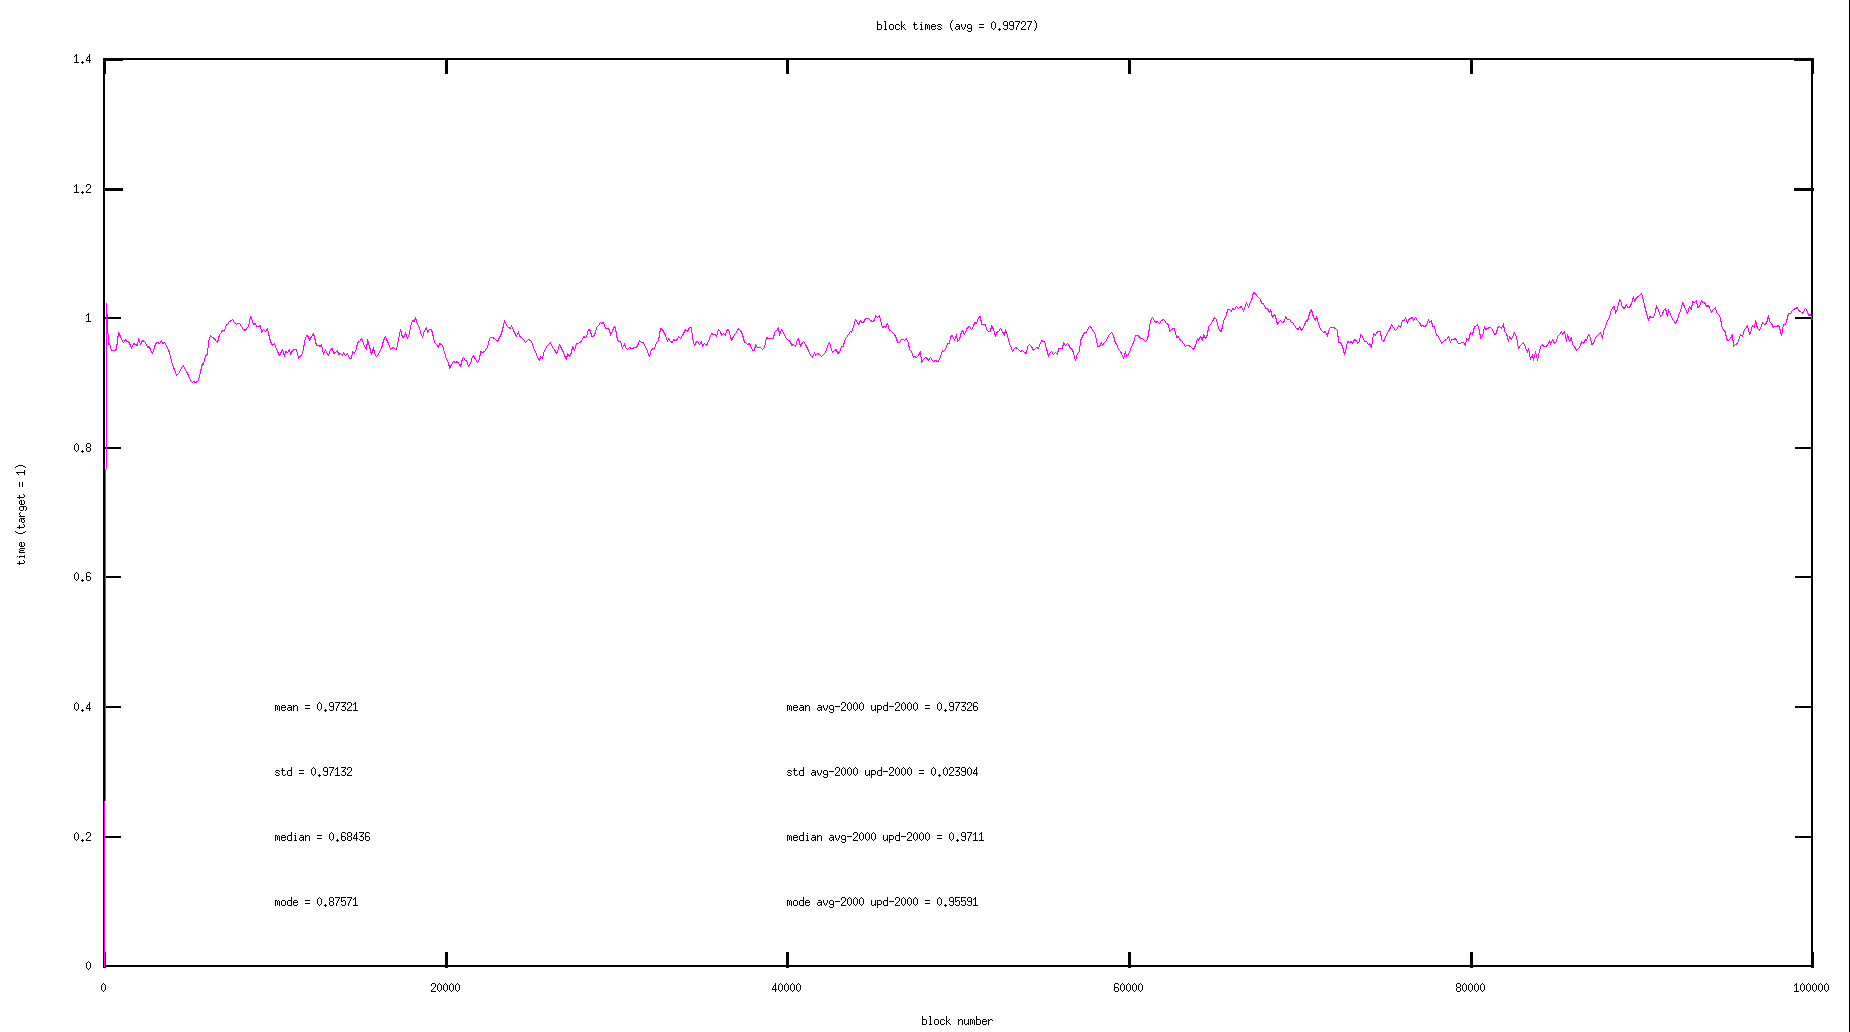 block times (avg = 0.99727)
1.4
1.2
1
0.8
0.6
0.4
0.2
0
time (target = 1)
mean = 0.97321
mean avg-2000 upd-2000 = 0.97326
std = 0.97132
std avg-2000 upd-2000 = 0.023904
median = 0.68436
median avg-2000 upd-2000 = 0.9711
mode = 0.87571
mode avg-2000 upd-2000 = 0.95591
0
20000
40000
60000
80000
100000
block number